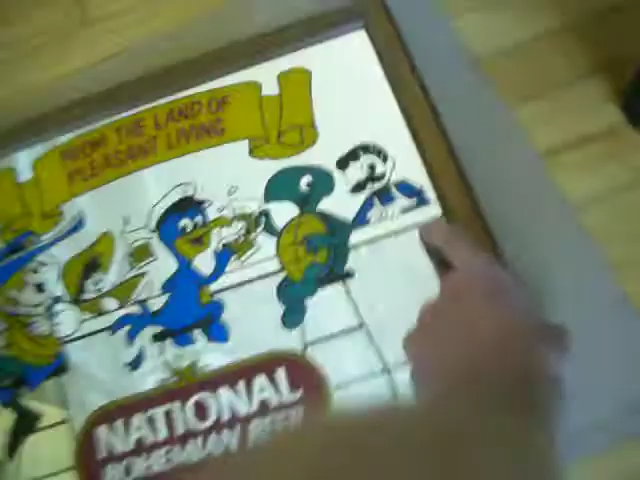 FROM THE LAND OF
PLEASANT LIVING
NATIONAL
BOHEMIAN BEER